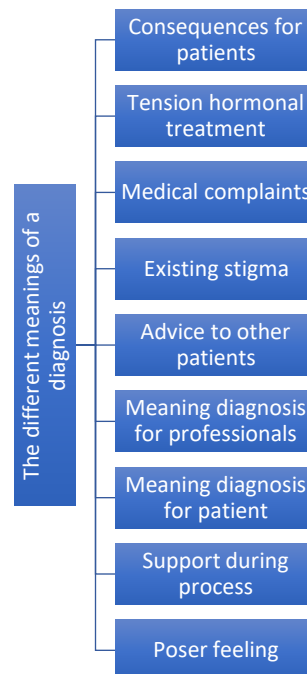 The different meanings of a
diagnosis
Consequences for
patients
Tension hormonal
treatment
Medical complaints
Existing stigma
Advice to other
patients
Meaning diagnosis
for professionals
Meaning diagnosis
for patient
Support during
process
Poser feeling